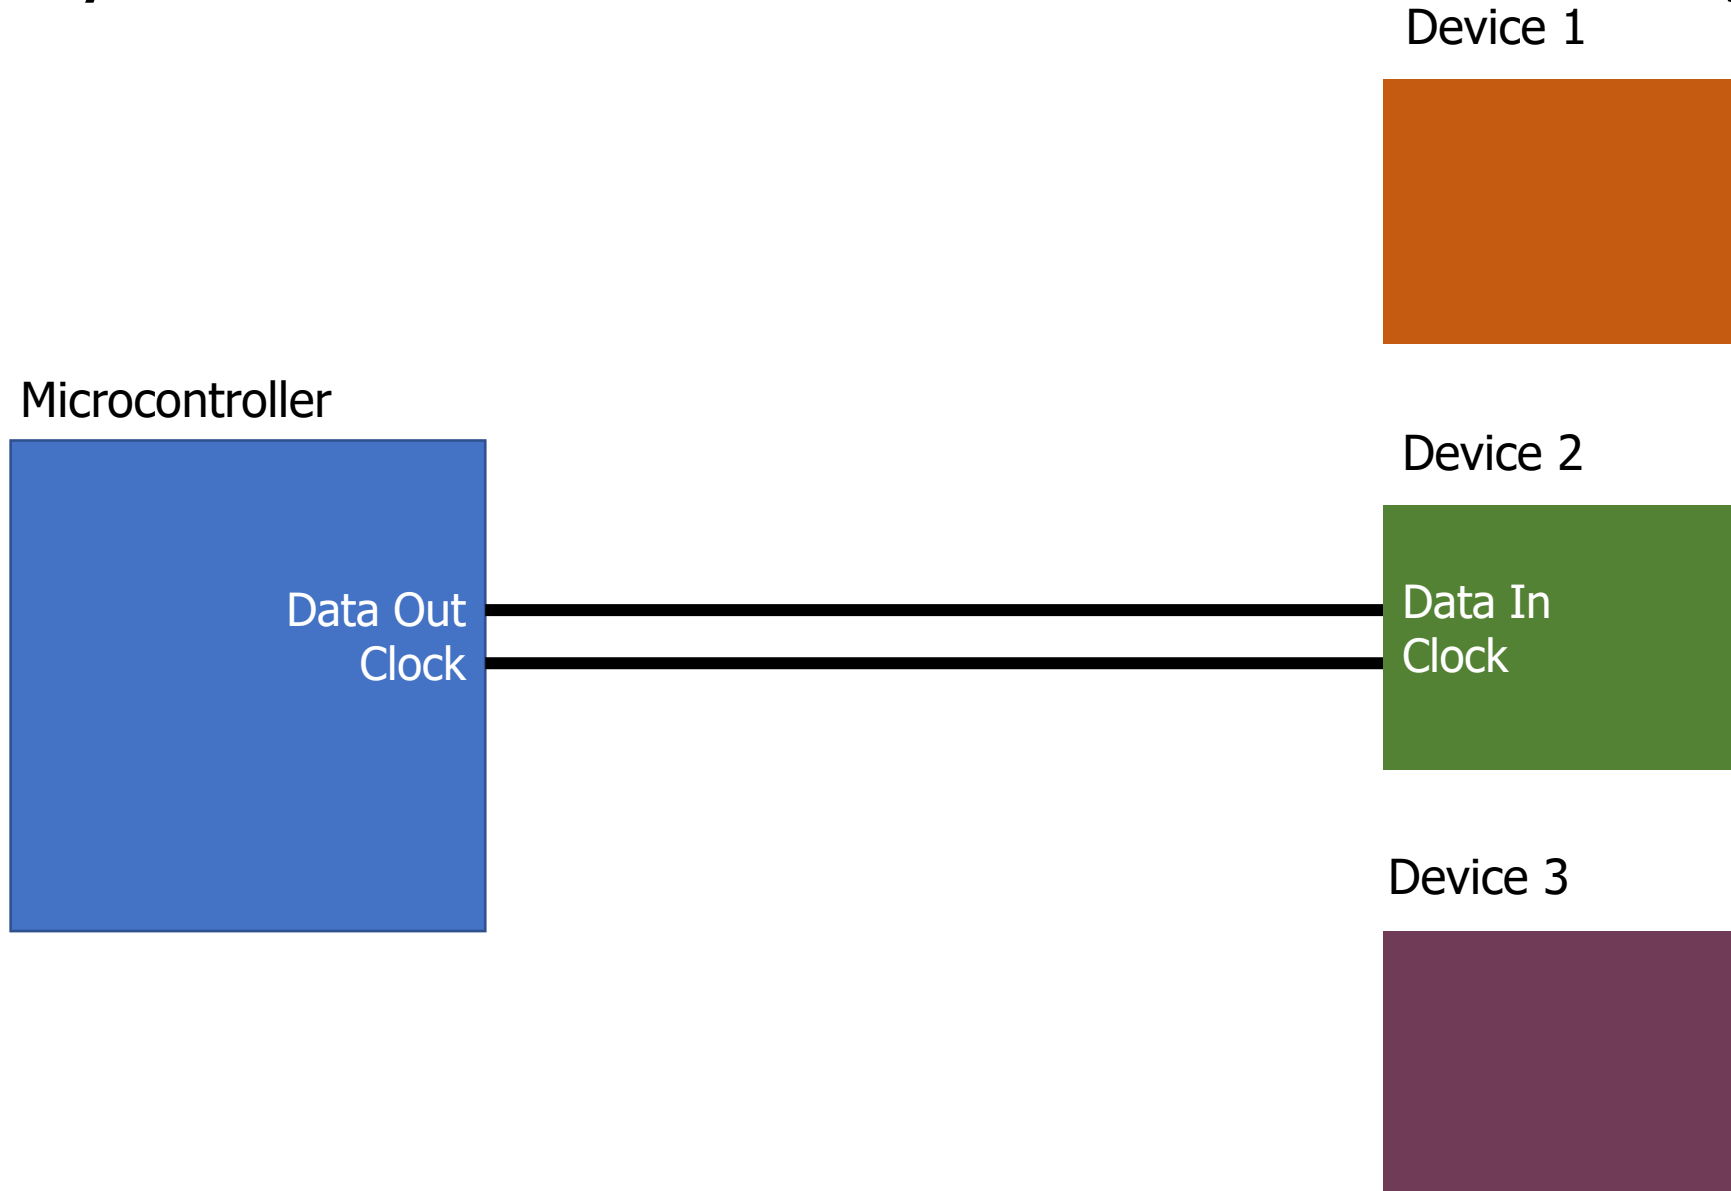 Device 1
Microcontroller
Device 2
Data Out
Clock
Data In
Clock
Device 3